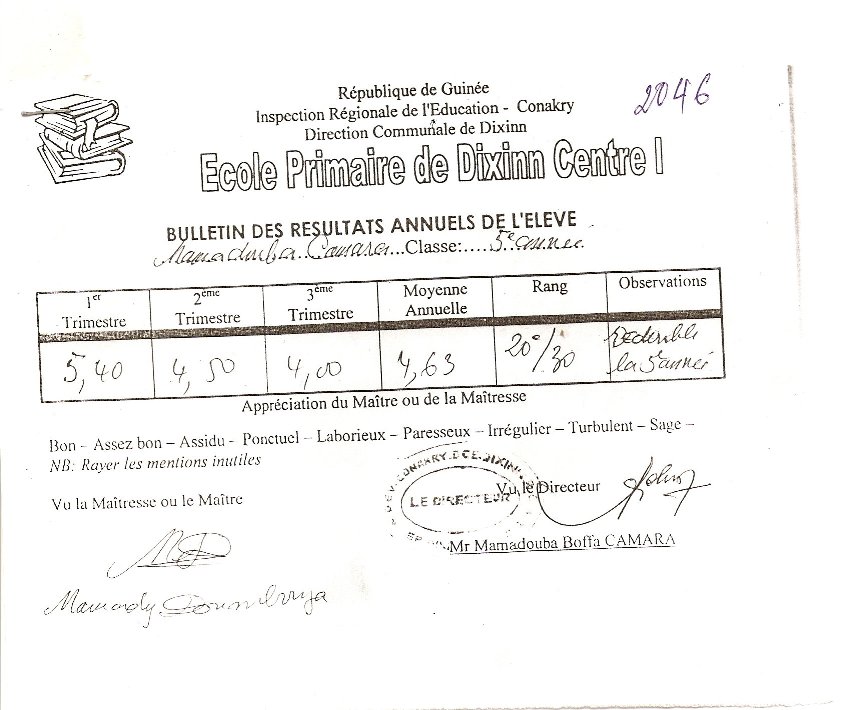 République de Guinée
2046
Inspection Régionale de l'Education - Conakry
Direction Communale de Dixinn
Ecole Primaire de Dixinn Centre I
BULLETIN DES RESULTATS ANNUELS DE L'ELEVE
Mamadouba Camara...Classe:....5e année
1er Trimestre 2ème Trimestre 3ème Trimestre Moyenne Annuelle Rang Observations
5,40 4,50 4,00 4,63 20e/30 la 5e année
Appréciation du Maître ou de la Maîtresse
Bon - Assez bon – Assidu - Ponctuel – Laborieux – Paresseux – Irrégulier – Turbulent – Sage –
NB: Rayer les mentions inutiles
Vu la Maîtresse ou le Maître
LE DIRECTEUR
Vu le Directeur
Mr Mamadouba Boffa CAMARA
Mamady Doumbouya